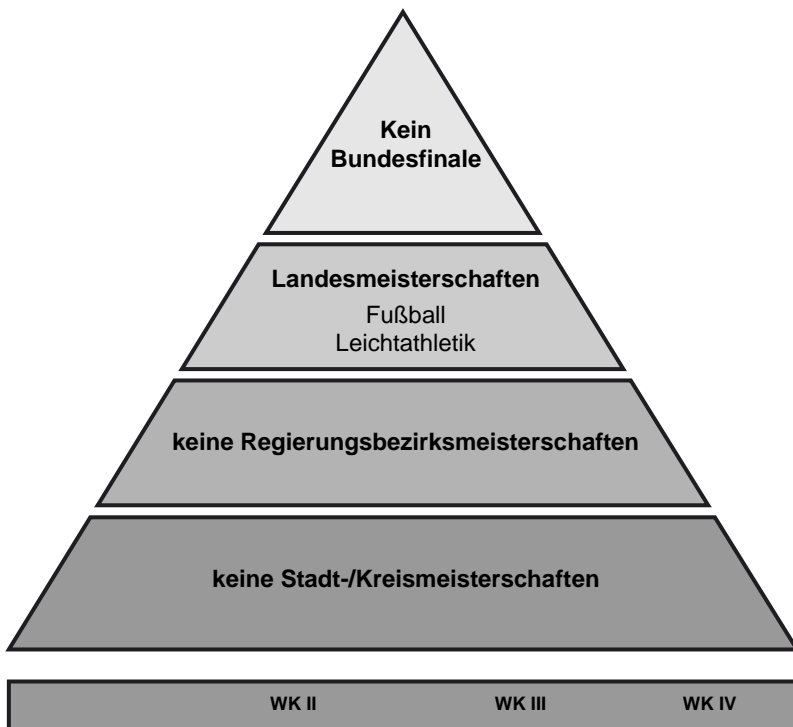 Kein
Bundesfinale
Landesmeisterschaften
Fußball
Leichtathletik
keine Regierungsbezirksmeisterschaften
keine Stadt-/Kreismeisterschaften
WK II WK III WK IV